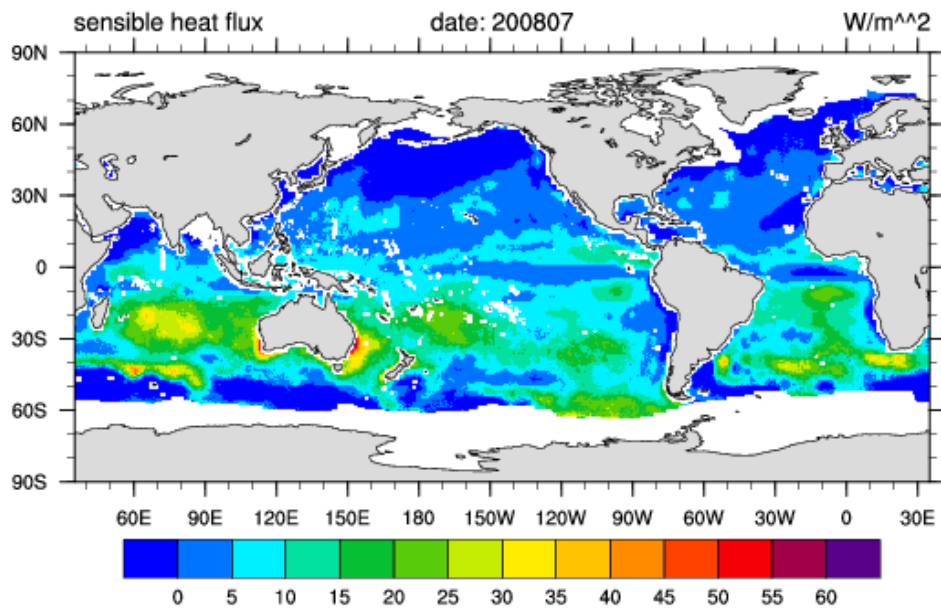 sensible heat flux date: 200807 W/m^^2
90N
60N
30N
0
30S
60S
90S
60E 90E 120E 150E 180 150W 120W 90W 60W 30W 0 30E
0 5 10 15 20 25 30 35 40 45 50 55 60